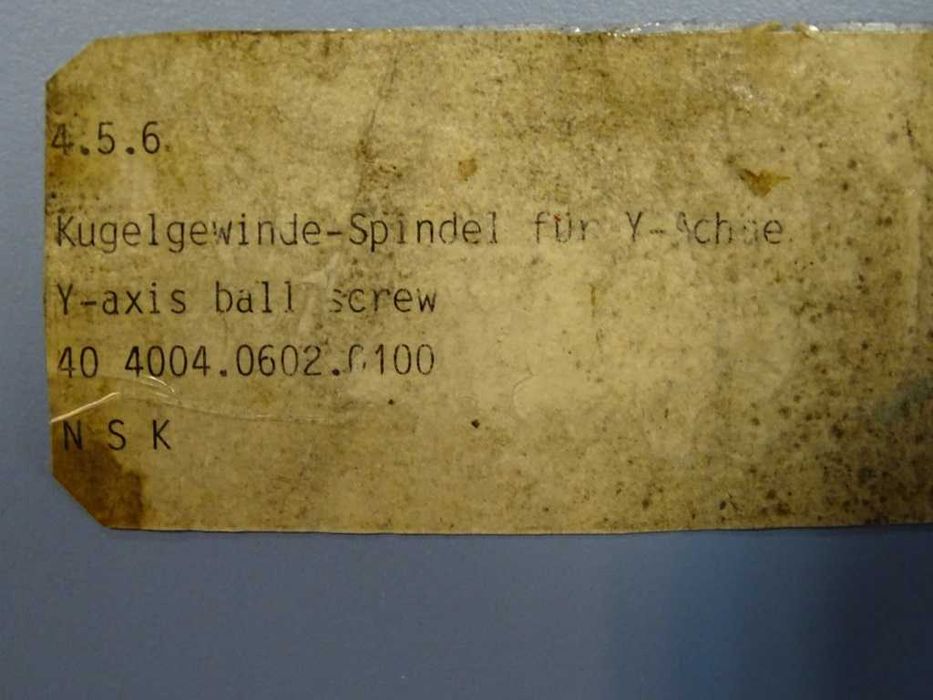 4.5.6
Kugelgewinde-Spindel für Y-Achse
Y-axis ball screw
40 4004.0602.0100
N S K